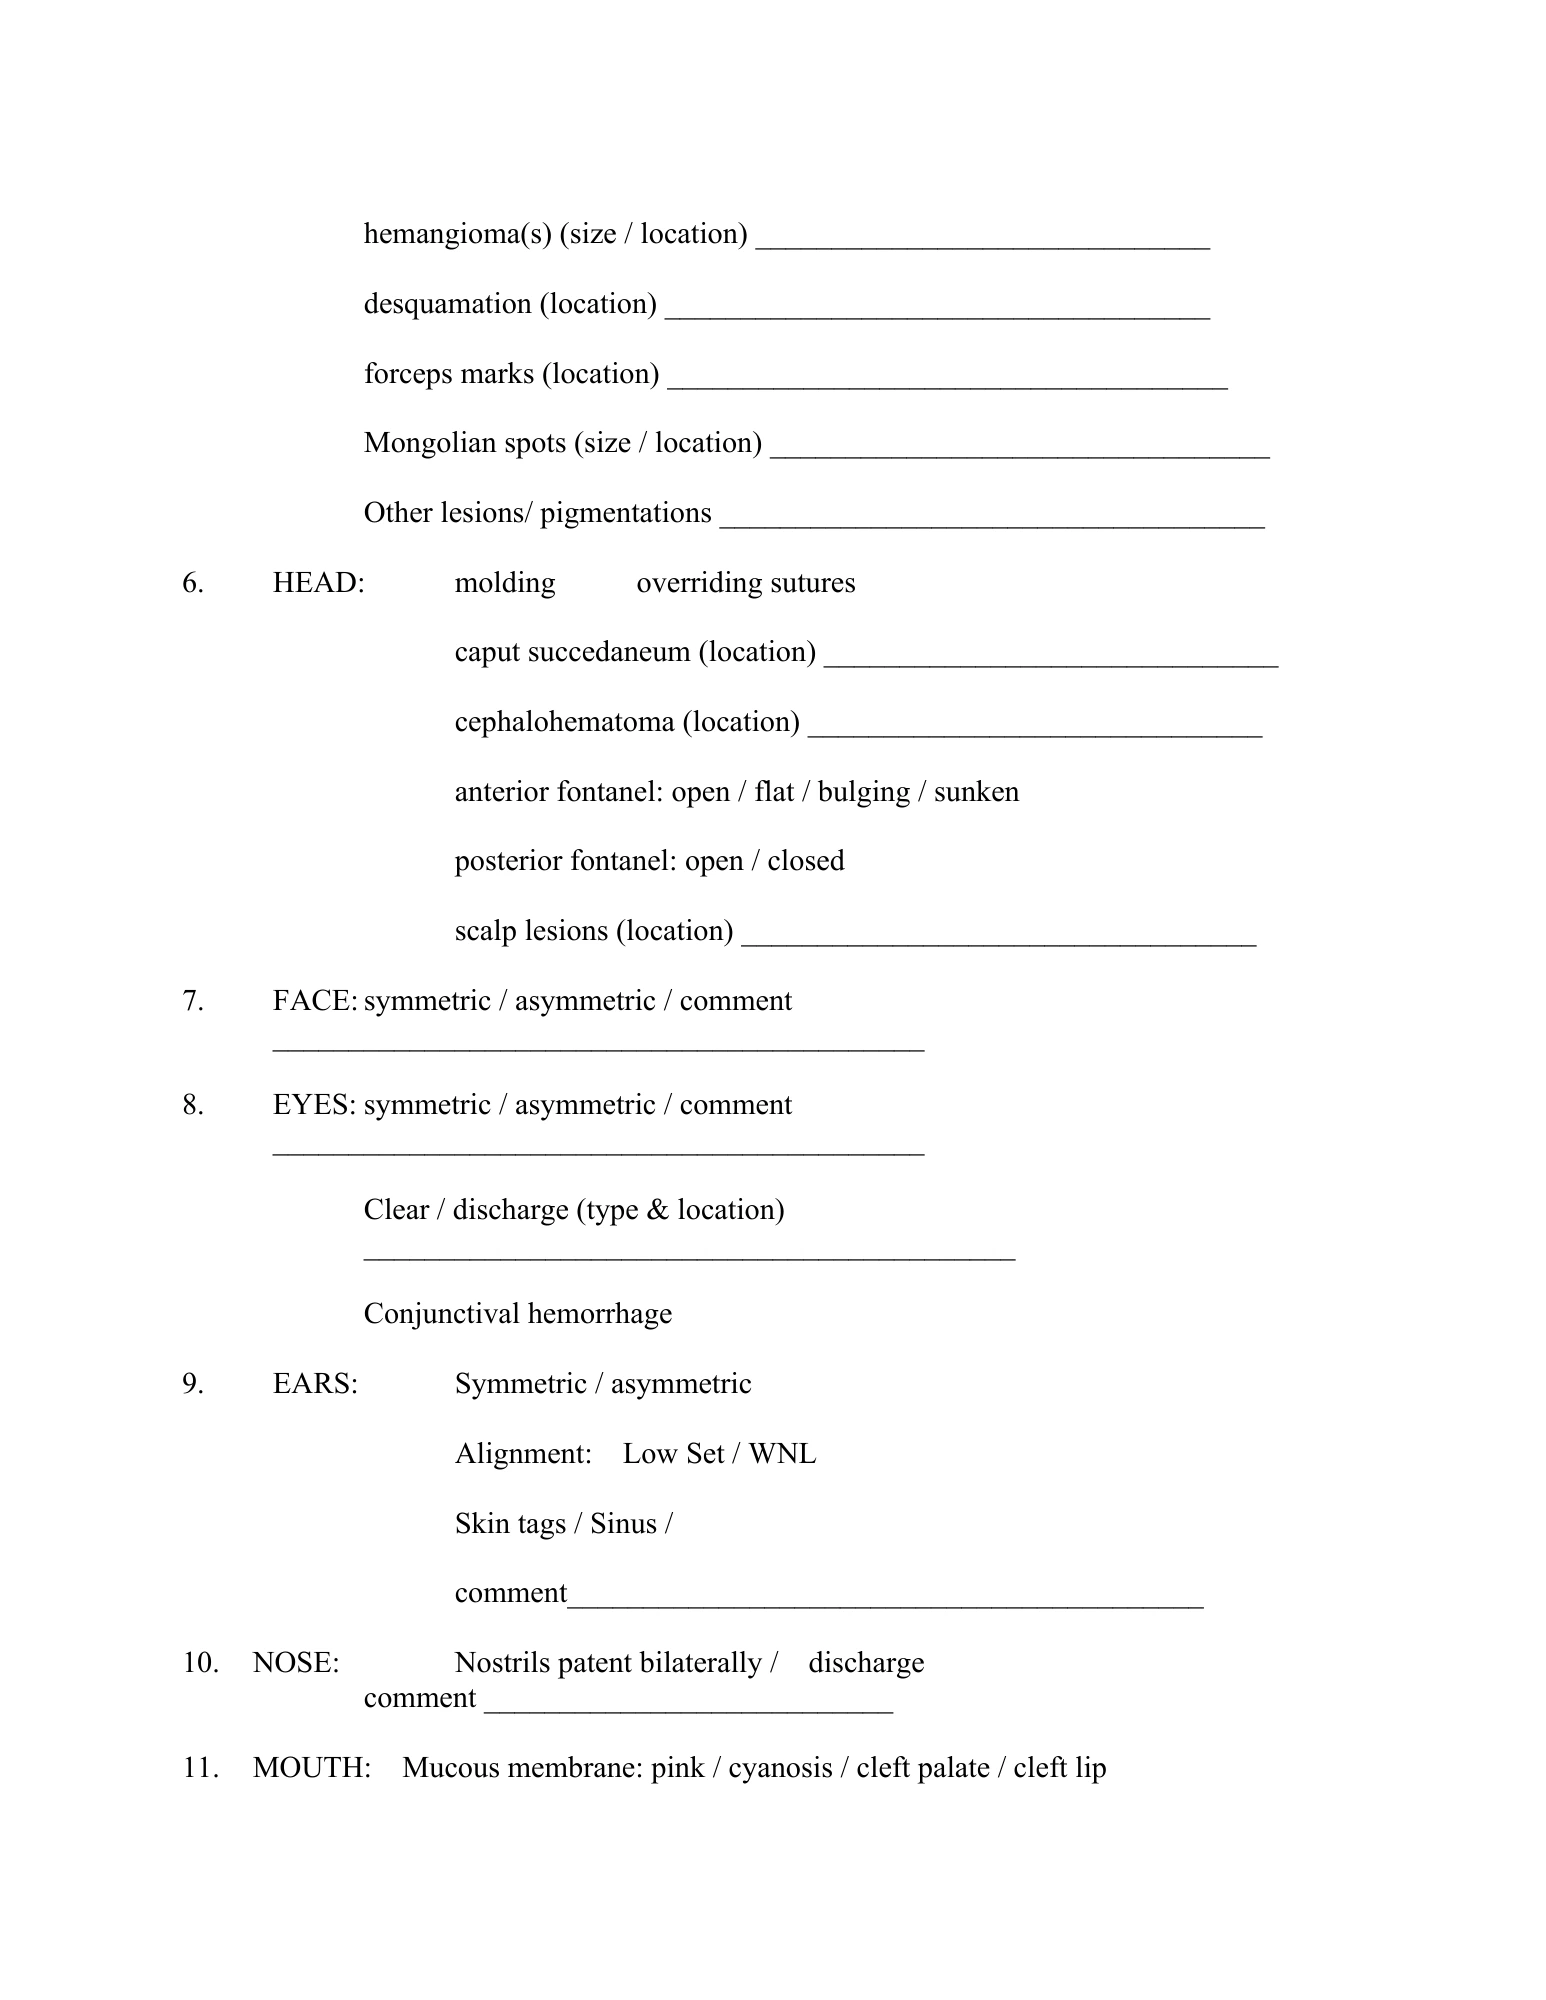 hemangioma(s) (size / location) ______________________________
desquamation (location) ____________________________________
forceps marks (location) _____________________________________
Mongolian spots (size / location) _________________________________
Other lesions/ pigmentations ____________________________________
6. HEAD: molding overriding sutures
caput succedaneum (location) ______________________________
cephalohematoma (location) ______________________________
anterior fontanel: open / flat / bulging / sunken
posterior fontanel: open / closed
scalp lesions (location) __________________________________
7. FACE: symmetric / asymmetric / comment
___________________________________________
8. EYES: symmetric / asymmetric / comment
___________________________________________
Clear / discharge (type & location)
___________________________________________
Conjunctival hemorrhage
9. EARS: Symmetric / asymmetric
Alignment: Low Set / WNL
Skin tags / Sinus /
comment__________________________________________
10. NOSE: Nostrils patent bilaterally / discharge
comment ___________________________
11. MOUTH: Mucous membrane: pink / cyanosis / cleft palate / cleft lip